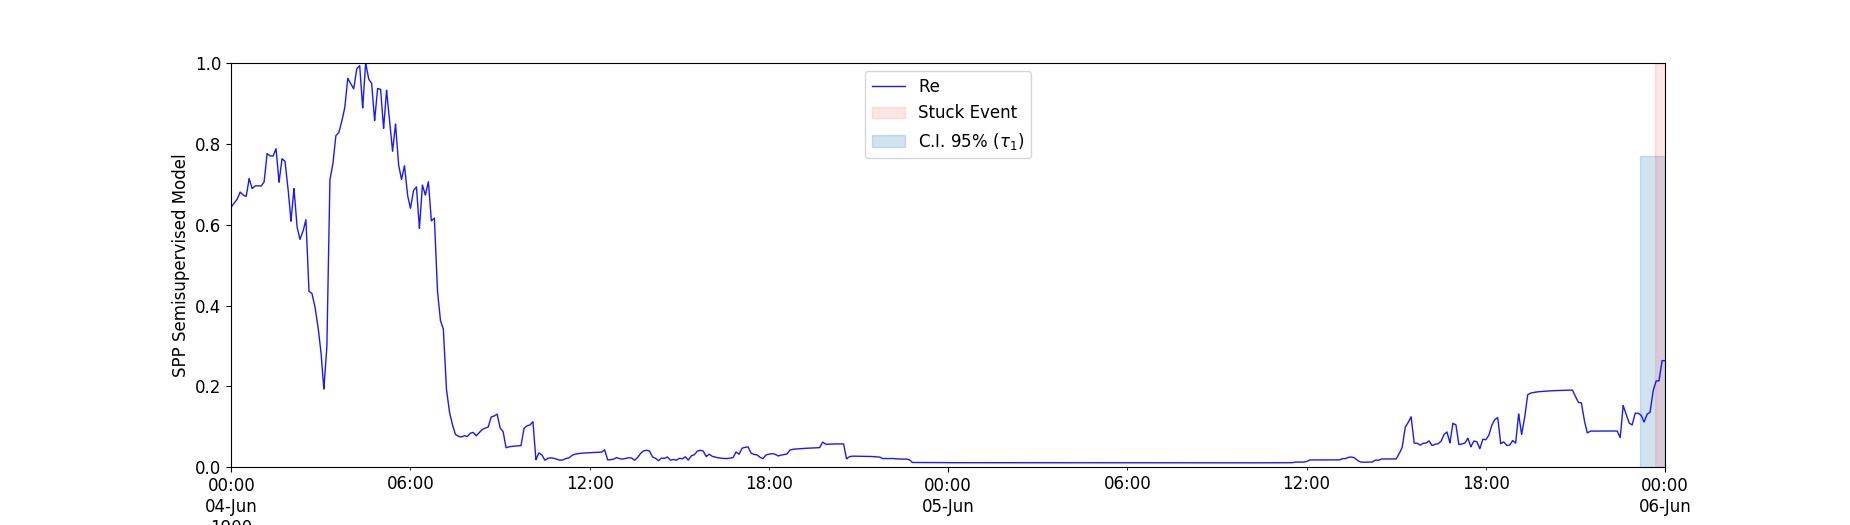 1.0
0.8
0.6
0.4
0.2
0.0
SPP Semisupervised Model
Re
Stuck Event
C.I. 95% (τ₁)
00:00 06:00 12:00 18:00 00:00 06:00 12:00 18:00 00:00
04-Jun 05-Jun 06-Jun
1900